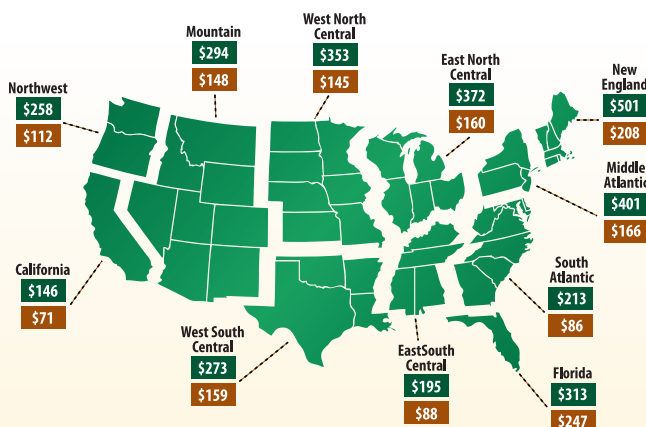 West North
Central
$353
$145
Mountain
$294
$148
East North
Central
$372
$160
New
England
$501
$208
Northwest
$258
$112
Middle
Atlantic
$401
$166
California
$146
$71
South
Atlantic
$213
$86
West South
Central
$273
$159
EastSouth
Central
$195
$88
Florida
$313
$247